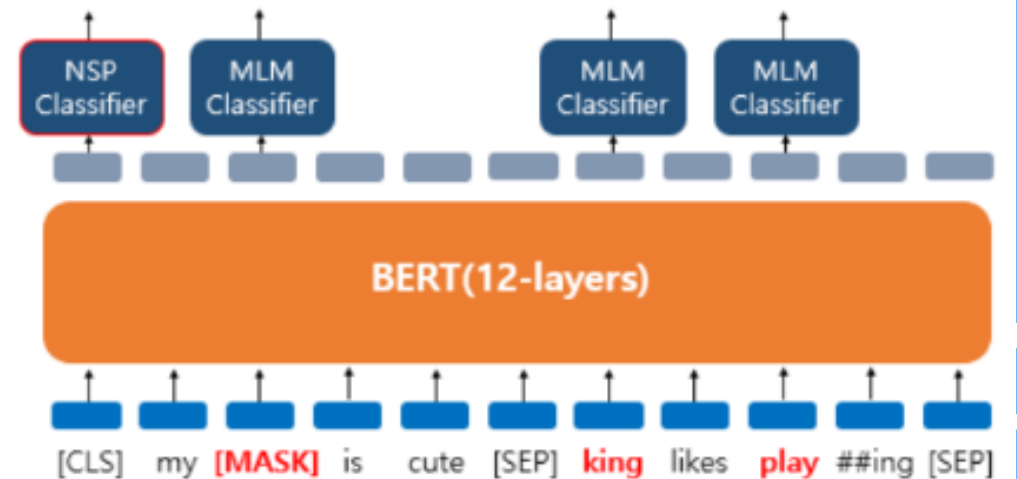 NSP
Classifier
MLM
Classifier
MLM
Classifier
MLM
Classifier
BERT(12-layers)
[CLS] my [MASK] is cute [SEP] king likes play ##ing [SEP]